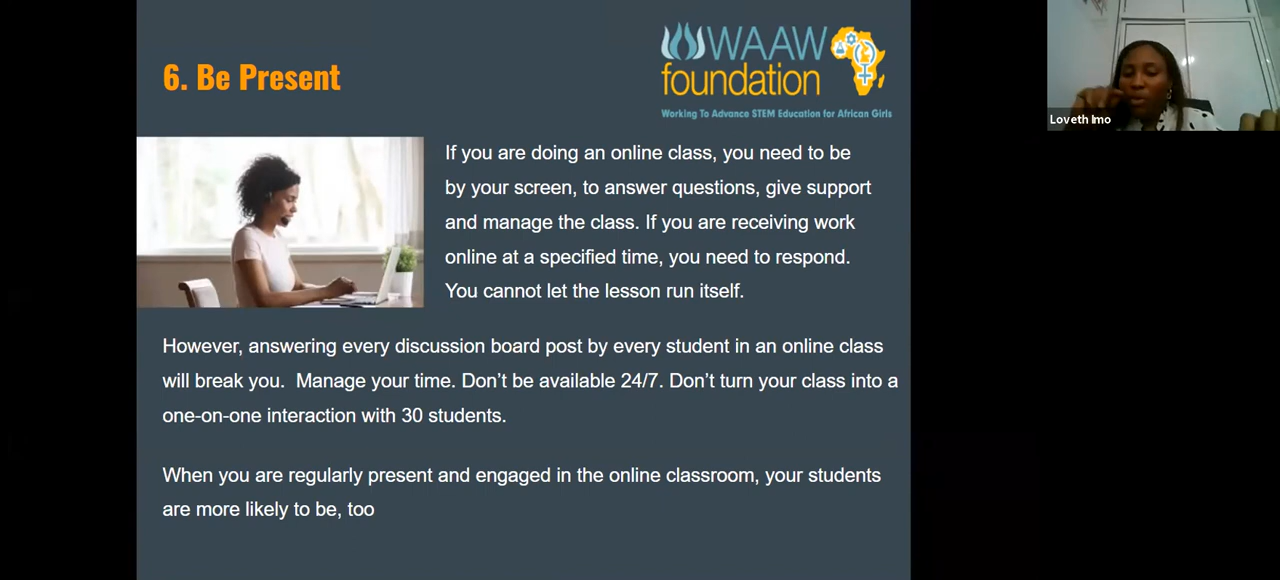 6. Be Present
WAAW
foundation
Working To Advance STEM Education for African Girls
If you are doing an online class, you need to be
by your screen, to answer questions, give support
and manage the class. If you are receiving work
online at a specified time, you need to respond.
You cannot let the lesson run itself.
However, answering every discussion board post by every student in an online class
will break you.  Manage your time. Don't be available 24/7. Don't turn your class into a
one-on-one interaction with 30 students.
When you are regularly present and engaged in the online classroom, your students
are more likely to be, too
Loveth Imo